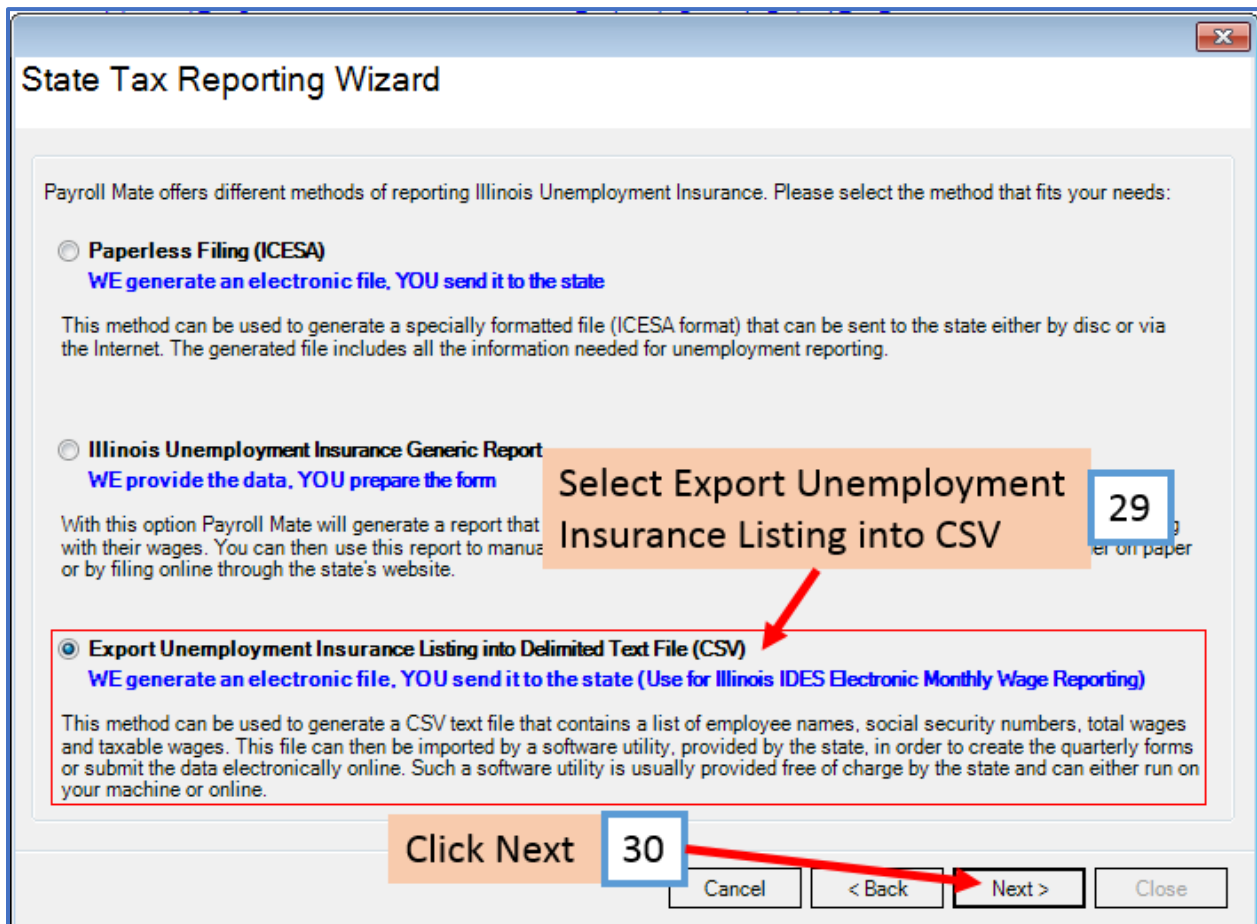 State Tax Reporting Wizard
Payroll Mate offers different methods of reporting Illinois Unemployment Insurance. Please select the method that fits your needs:
Paperless Filing (ICESA)
WE generate an electronic file, YOU send it to the state
This method can be used to generate a specially formatted file (ICESA format) that can be sent to the state either by disc or via
the Internet. The generated file includes all the information needed for unemployment reporting.
Illinois Unemployment Insurance Generic Report
WE provide the data, YOU prepare the form
Select Export Unemployment
Insurance Listing into CSV
29
With this option Payroll Mate will generate a report that
with their wages. You can then use this report to on paper
or by filing online through the state's website.
Export Unemployment Insurance Listing into Delimited Text File (CSV)
WE generate an electronic file, YOU send it to the state (Use for Illinois IDES Electronic Monthly Wage Reporting)
This method can be used to generate a CSV text file that contains a list of employee names, social security numbers, total wages
and taxable wages. This file can then be imported by a software utility, provided by the state, in order to create the quarterly forms
or submit the data electronically online. Such a software utility is usually provided free of charge by the state and can either run on
your machine or online.
Click Next
30
Cancel
< Back
Next >
Close